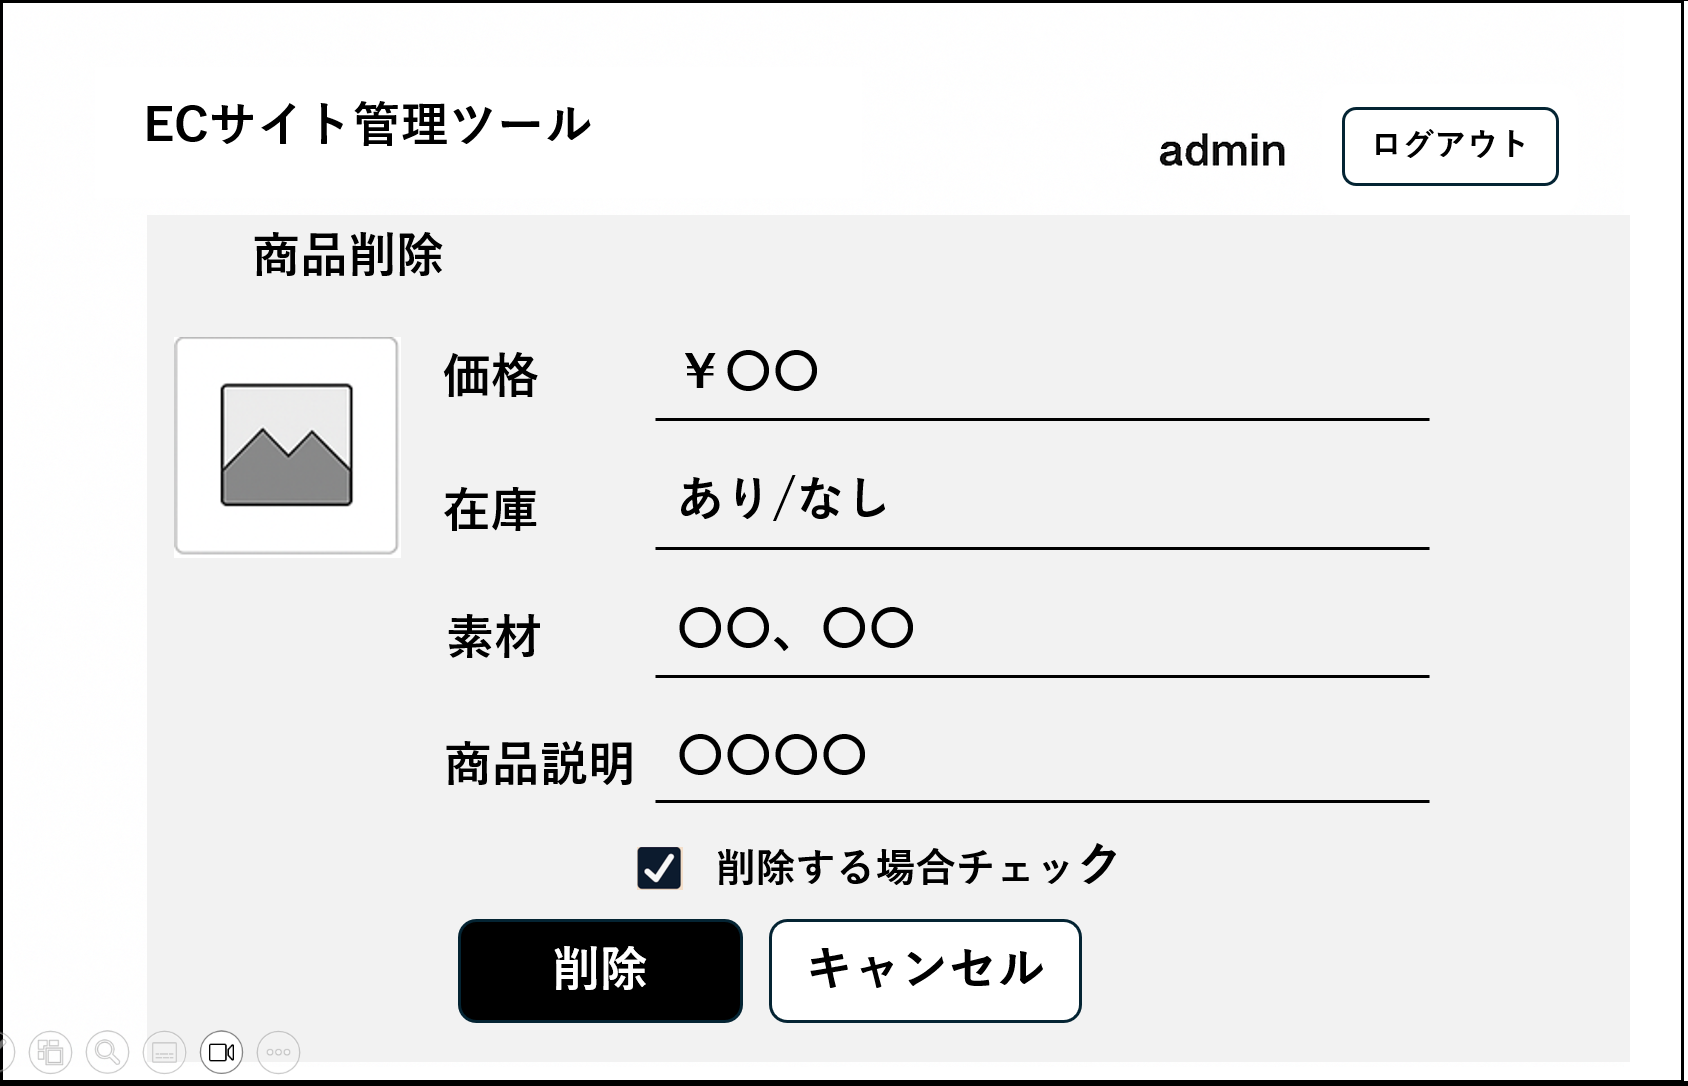 ECサイト管理ツール
admin
ログアウト
商品削除
価格 ￥〇〇
在庫 あり/なし
素材 〇〇、〇〇
商品説明 〇〇〇〇
削除する場合チェック
削除
キャンセル